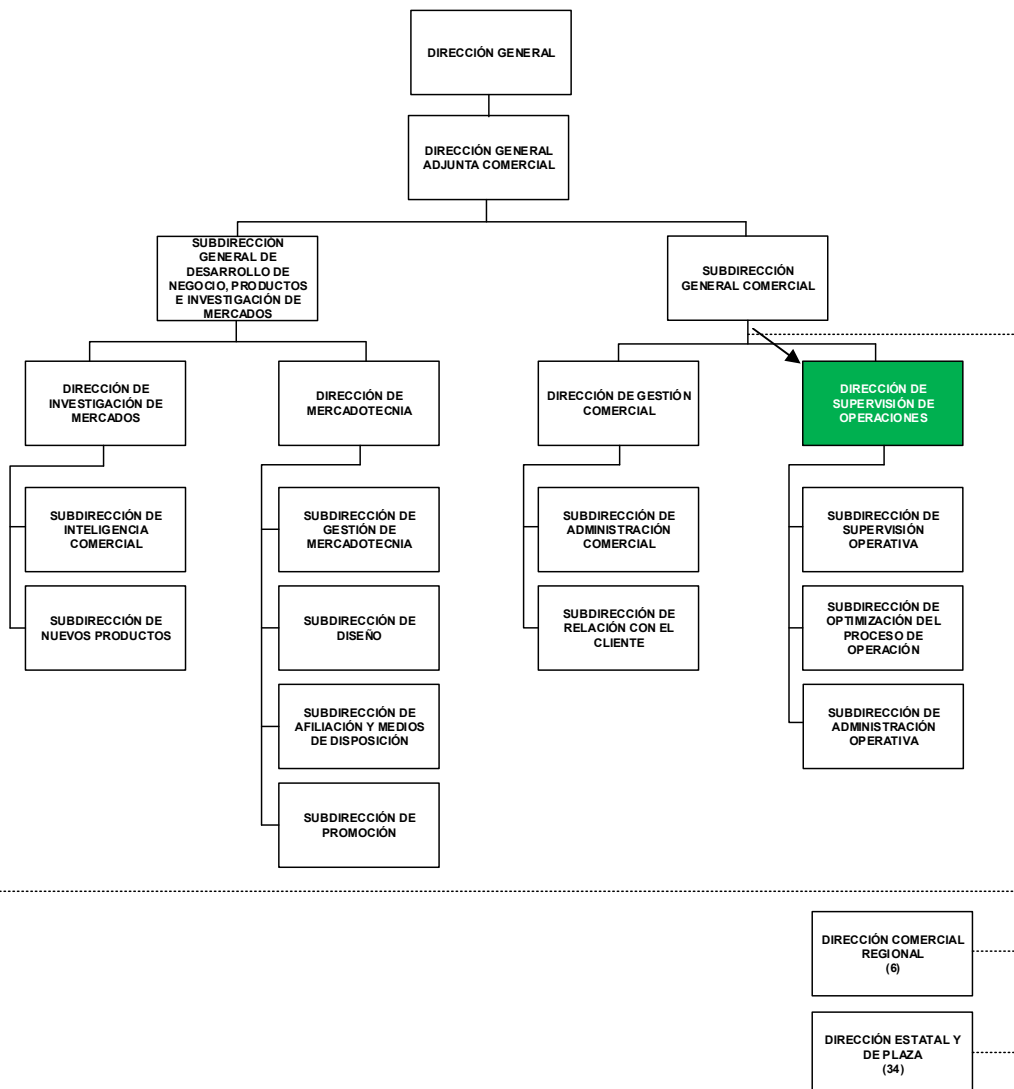 DIRECCIÓN GENERAL
DIRECCIÓN GENERAL
ADJUNTA COMERCIAL
SUBDIRECCIÓN
GENERAL DE
DESARROLLO DE
NEGOCIO, PRODUCTOS
E INVESTIGACIÓN DE
MERCADOS
SUBDIRECCIÓN
GENERAL COMERCIAL
DIRECCIÓN DE
INVESTIGACIÓN DE
MERCADOS
DIRECCIÓN DE
MERCADOTECNIA
DIRECCIÓN DE GESTIÓN
COMERCIAL
DIRECCIÓN DE
SUPERVISIÓN DE
OPERACIONES
SUBDIRECCIÓN DE
INTELIGENCIA
COMERCIAL
SUBDIRECCIÓN DE
GESTIÓN DE
MERCADOTECNIA
SUBDIRECCIÓN DE
ADMINISTRACIÓN
COMERCIAL
SUBDIRECCIÓN DE
SUPERVISIÓN
OPERATIVA
SUBDIRECCIÓN DE
NUEVOS PRODUCTOS
SUBDIRECCIÓN DE
DISEÑO
SUBDIRECCIÓN DE
RELACIÓN CON EL
CLIENTE
SUBDIRECCIÓN DE
OPTIMIZACIÓN DEL
PROCESO DE
OPERACIÓN
SUBDIRECCIÓN DE
AFILIACIÓN Y MEDIOS
DE DISPOSICIÓN
SUBDIRECCIÓN DE
ADMINISTRACIÓN
OPERATIVA
SUBDIRECCIÓN DE
PROMOCIÓN
DIRECCIÓN COMERCIAL
REGIONAL
(6)
DIRECCIÓN ESTATAL Y
DE PLAZA
(34)